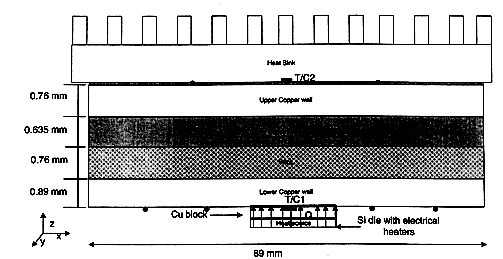 Heat Sink
T/C2
0.76 mm
Upper Copper wall
0.635 mm
0.76 mm
0.89 mm
Lower Copper wall
T/C1
Cu block
Q
Heatsource
Si die with electrical
heaters
z
y
x
89 mm